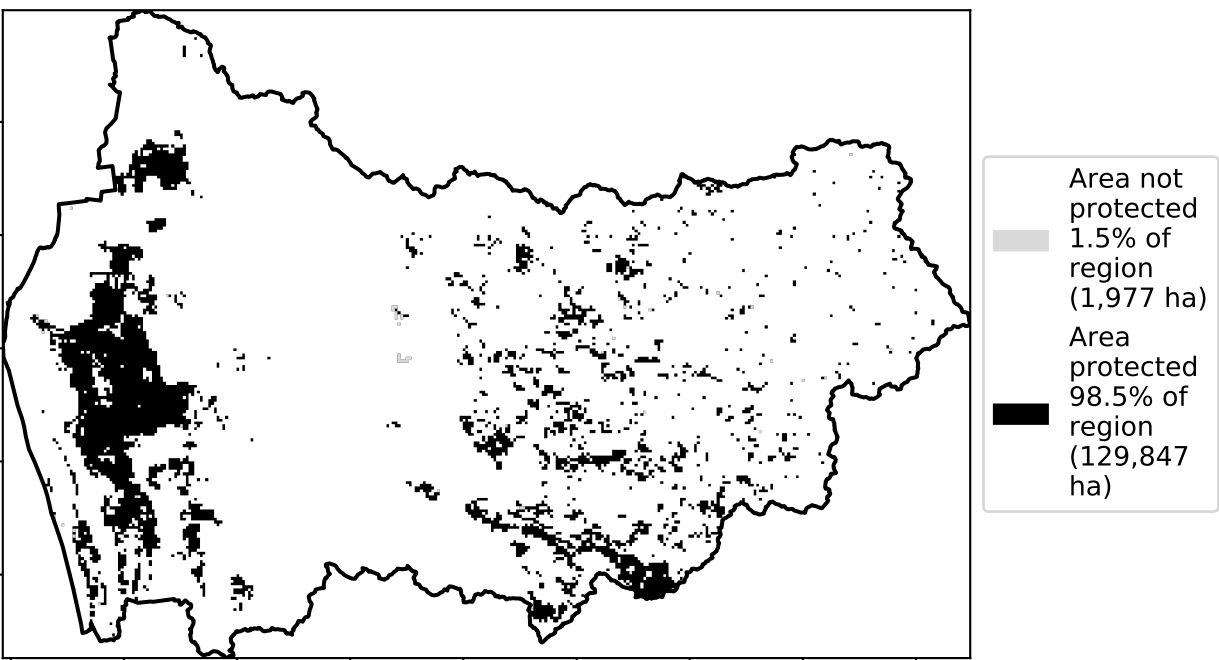 Area not
protected
1.5% of
region
(1,977 ha)
Area
protected
98.5% of
region
(129,847
ha)